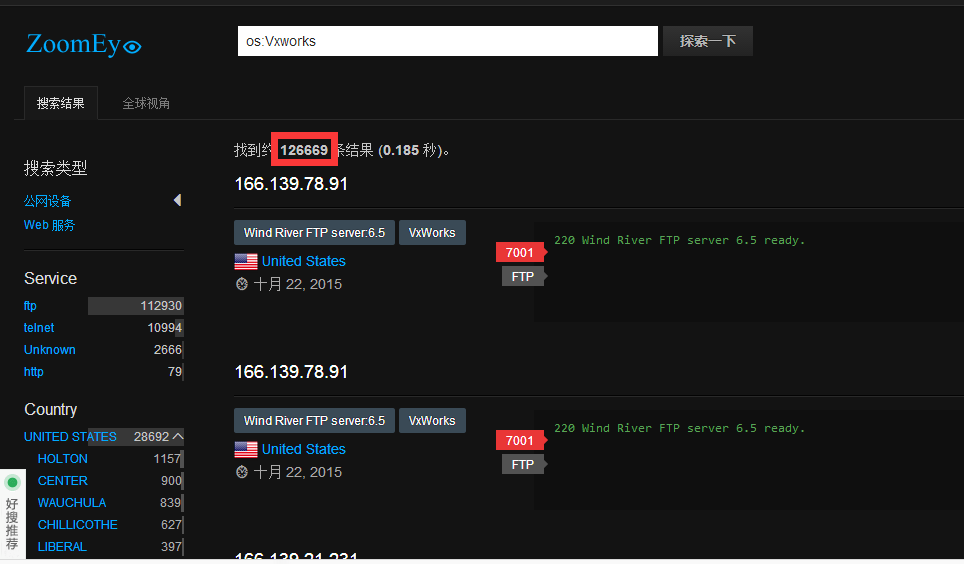 ZoomEy
os:Vxworks
探索一下
搜索结果
全球视角
找到约 126669 条结果 (0.185 秒)。
搜索类型
公网设备
Web 服务
Service
ftp 112930
telnet 10994
Unknown 2666
http 79
Country
UNITED STATES 28692
HOLTON 1157
CENTER 900
WAUCHULA 839
CHILLICOTHE 627
LIBERAL 397
好搜推荐
166.139.78.91
Wind River FTP server:6.5 VxWorks
United States
十月 22, 2015
7001
FTP
220 Wind River FTP server 6.5 ready.
166.139.78.91
Wind River FTP server:6.5 VxWorks
United States
十月 22, 2015
7001
FTP
220 Wind River FTP server 6.5 ready.
166.139.21.231